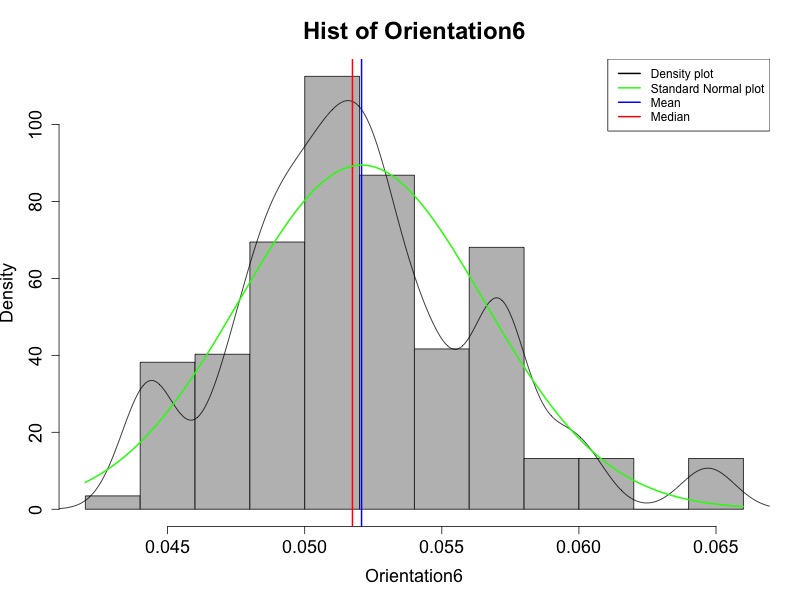 Hist of Orientation6
Density plot
Standard Normal plot
Mean
Median
Density
100
80
60
40
20
0
0.045 0.050 0.055 0.060 0.065
Orientation6